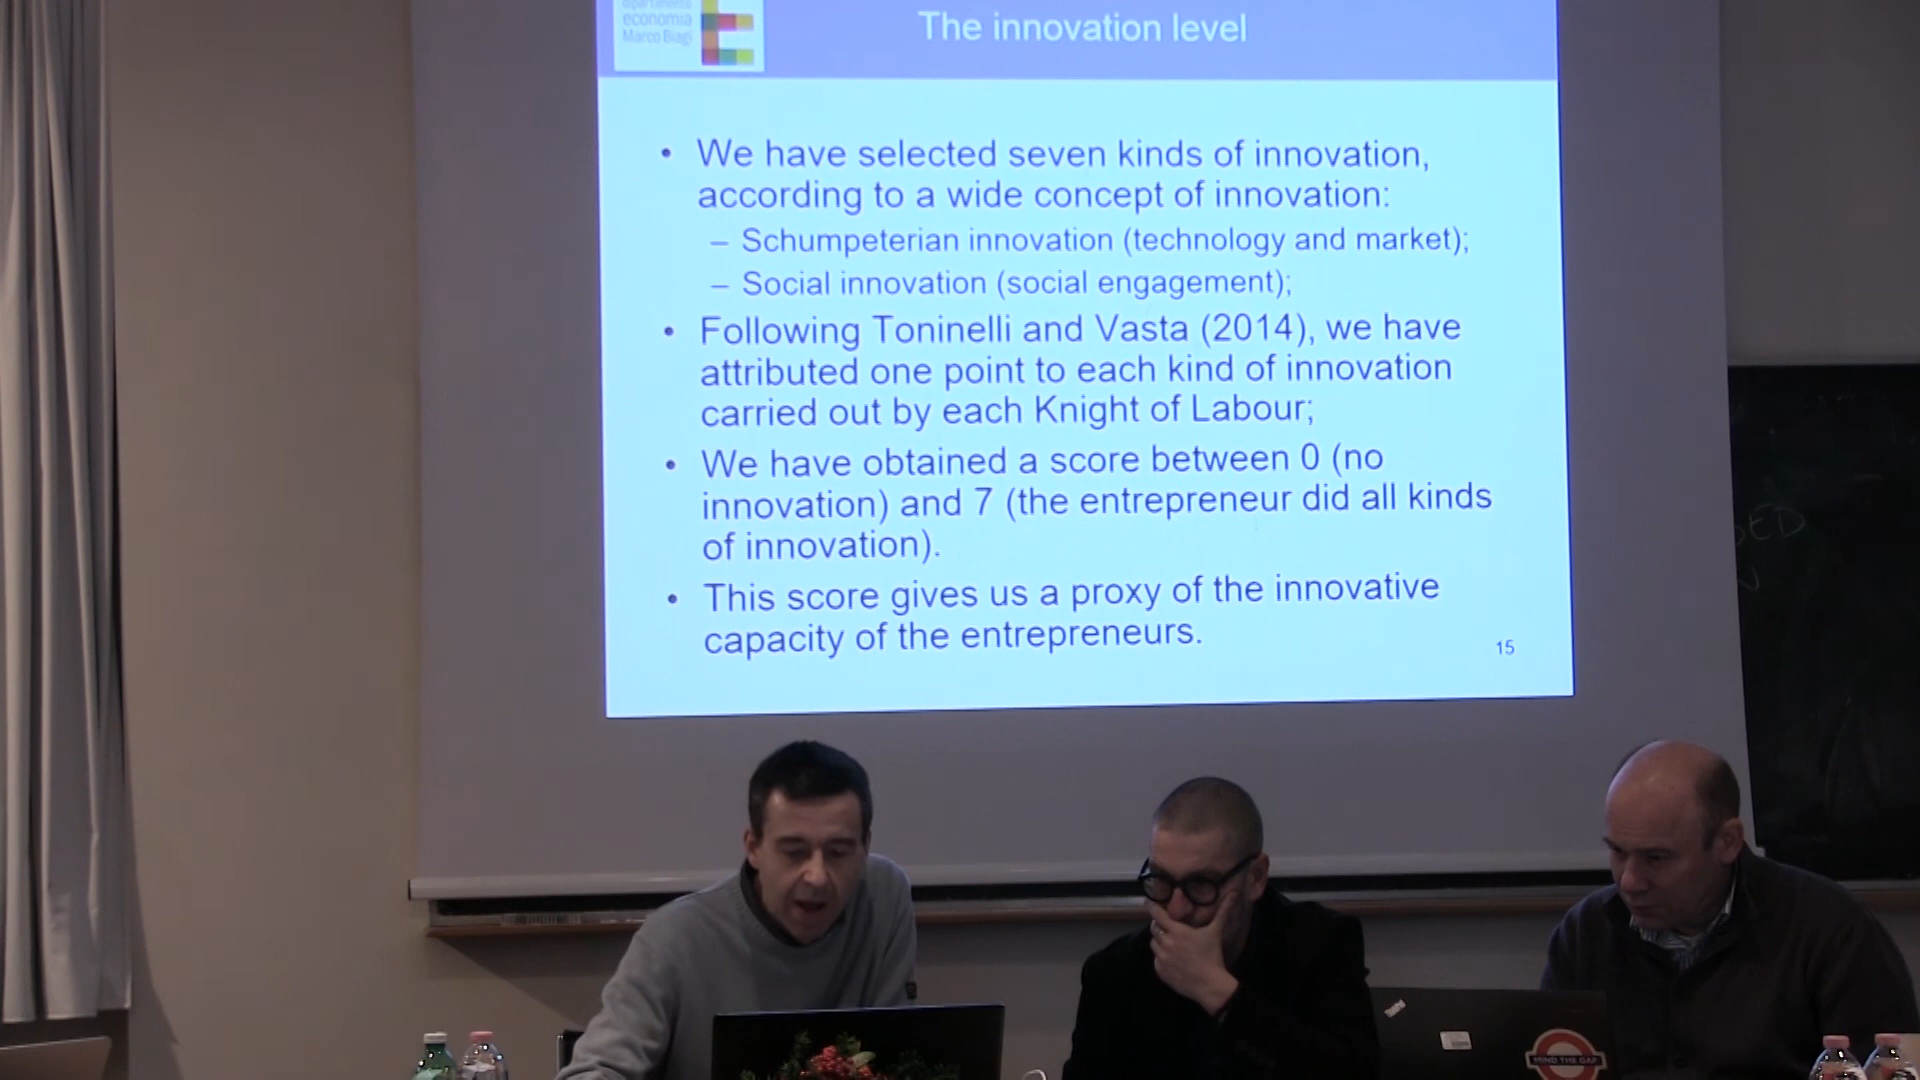 dipartimento
economia
Marco Biagi
The innovation level
• We have selected seven kinds of innovation,
according to a wide concept of innovation:
– Schumpeterian innovation (technology and market);
– Social innovation (social engagement);
• Following Toninelli and Vasta (2014), we have
attributed one point to each kind of innovation
carried out by each Knight of Labour;
• We have obtained a score between 0 (no
innovation) and 7 (the entrepreneur did all kinds
of innovation).
• This score gives us a proxy of the innovative
capacity of the entrepreneurs.
15
MIND THE GAP